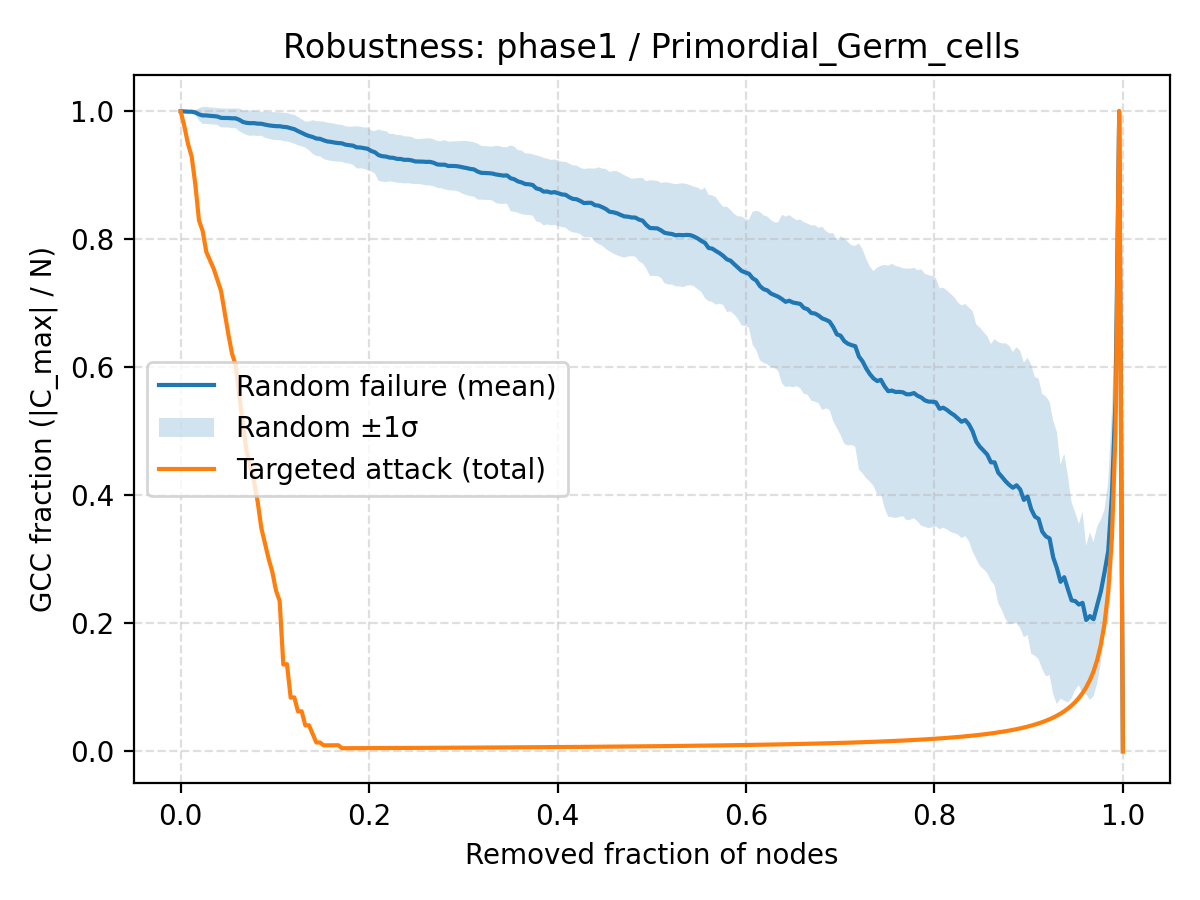 Robustness: phase1 / Primordial_Germ_cells
GCC fraction (|C_max| / N)
1.0
0.8
0.6
0.4
0.2
0.0
Random failure (mean)
Random ±1σ
Targeted attack (total)
0.0 0.2 0.4 0.6 0.8 1.0
Removed fraction of nodes